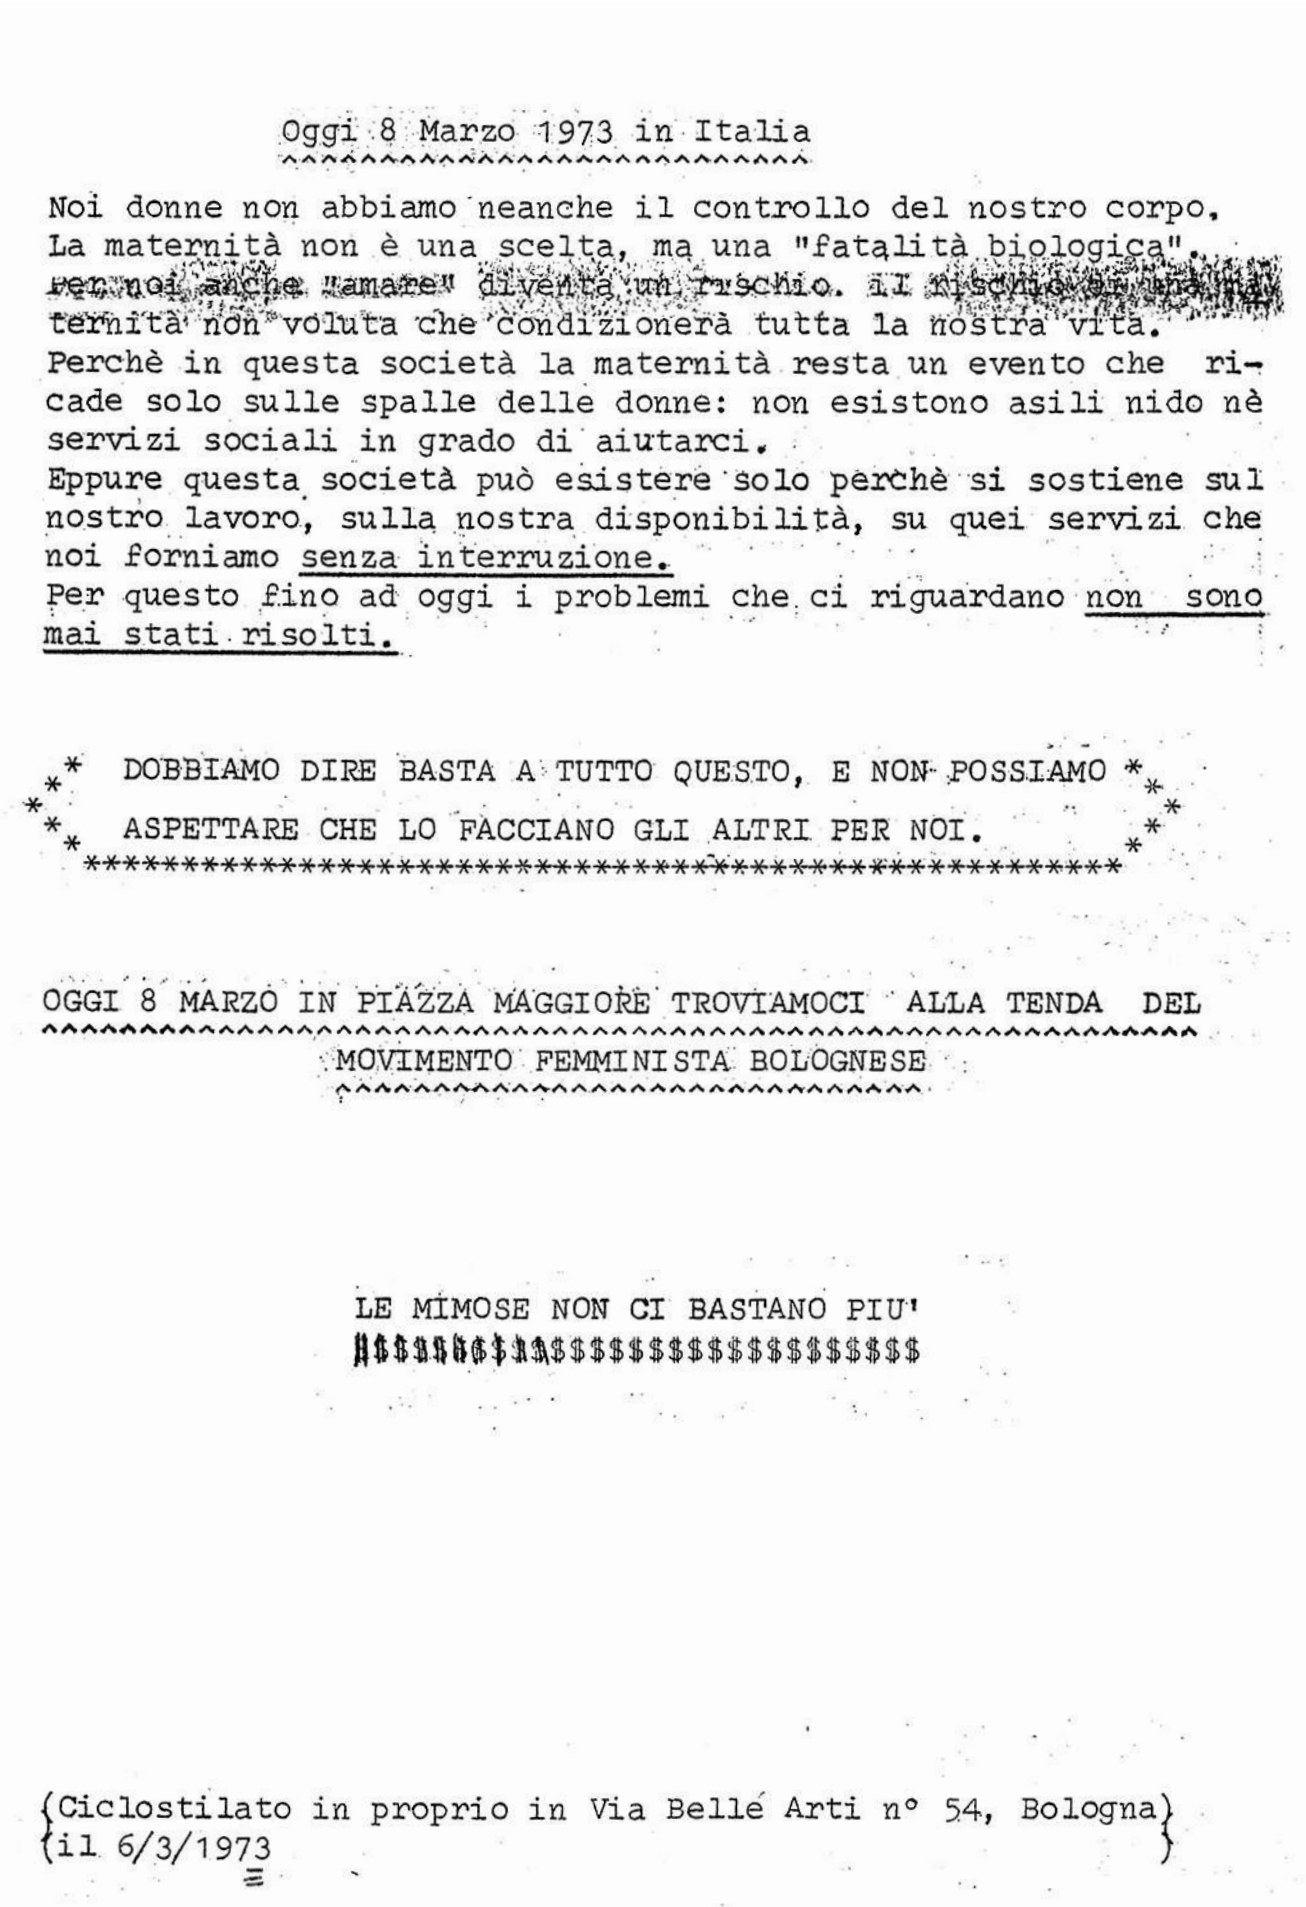 Oggi 8 Marzo 1973 in Italia
^^^^^^^^^^^^^^^^^^^^^^^^^^^
Noi donne non abbiamo neanche il controllo del nostro corpo.
La maternità non è una scelta, ma una "fatalità biologica".
Per noi anche "amare" diventa un rischio. il rischio di una ma
ternità non voluta che condizionerà tutta la nostra vita.
Perchè in questa società la maternità resta un evento che ri-
cade solo sulle spalle delle donne: non esistono asili nido nè
servizi sociali in grado di aiutarci.
Eppure questa società può esistere solo perchè si sostiene sul
nostro lavoro, sulla nostra disponibilità, su quei servizi che
noi forniamo senza interruzione.
Per questo fino ad oggi i problemi che ci riguardano non sono
mai stati risolti.
DOBBIAMO DIRE BASTA A TUTTO QUESTO, E NON POSSIAMO
ASPETTARE CHE LO FACCIANO GLI ALTRI PER NOI.
*****************************************************
OGGI 8 MARZO IN PIAZZA MAGGIORE TROVIAMOCI ALLA TENDA DEL
^^^^^^^^^^^^^^^^^^^^^^^^^^^^^^^^^^^^^^^^^^^^^^^^^^^^^^^^^^^
MOVIMENTO FEMMINISTA BOLOGNESE
^^^^^^^^^^^^^^^^^^^^^^^^^^^^^^
LE MIMOSE NON CI BASTANO PIU'
$$$$$$$$$$$$$$$$$$$$$$$$$$$$$
(Ciclostilato in proprio in Via Belle Arti n° 54, Bologna)
(il 6/3/1973 )